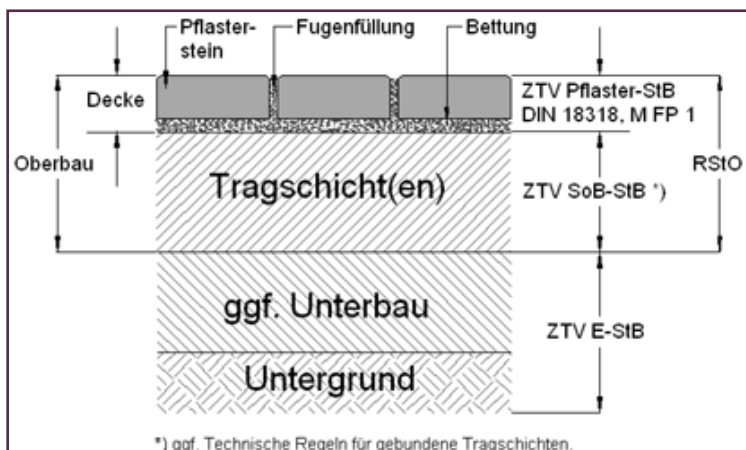 Pflaster-
stein
Fugenfüllung
Bettung
Decke
ZTV Pflaster-StB
DIN 18318, M FP 1
Oberbau
Tragschicht(en)
ZTV SoB-StB *)
RStO
ggf. Unterbau
ZTV E-StB
Untergrund
*) ggf. Technische Regeln für gebundene Tragschichten.